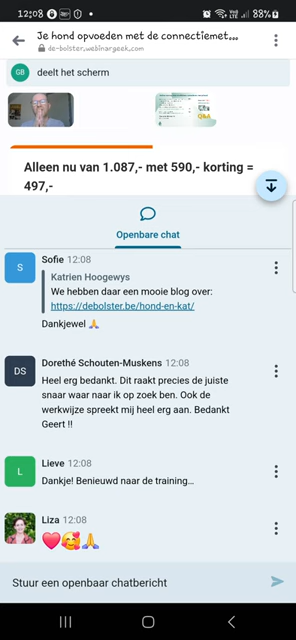 12:08
88%
Je hond opvoeden met de connectiemet...
de-bolster.webinargeek.com
GB
deelt het scherm
Q&A
Alleen nu van 1.087,- met 590,- korting =
497,-
Openbare chat
S
Sofie 12:08
Katrien Hoogewys
We hebben daar een mooie blog over:
https://debolster.be/hond-en-kat/
Dankjewel 🙏
DS
Dorethé Schouten-Muskens 12:08
Heel erg bedankt. Dit raakt precies de juiste
snaar waar naar ik op zoek ben. Ook de
werkwijze spreekt mij heel erg aan. Bedankt
Geert !!
L
Lieve 12:08
Dankje! Benieuwd naar de training...
Liza 12:08
❤️🥰🙏
Stuur een openbaar chatbericht